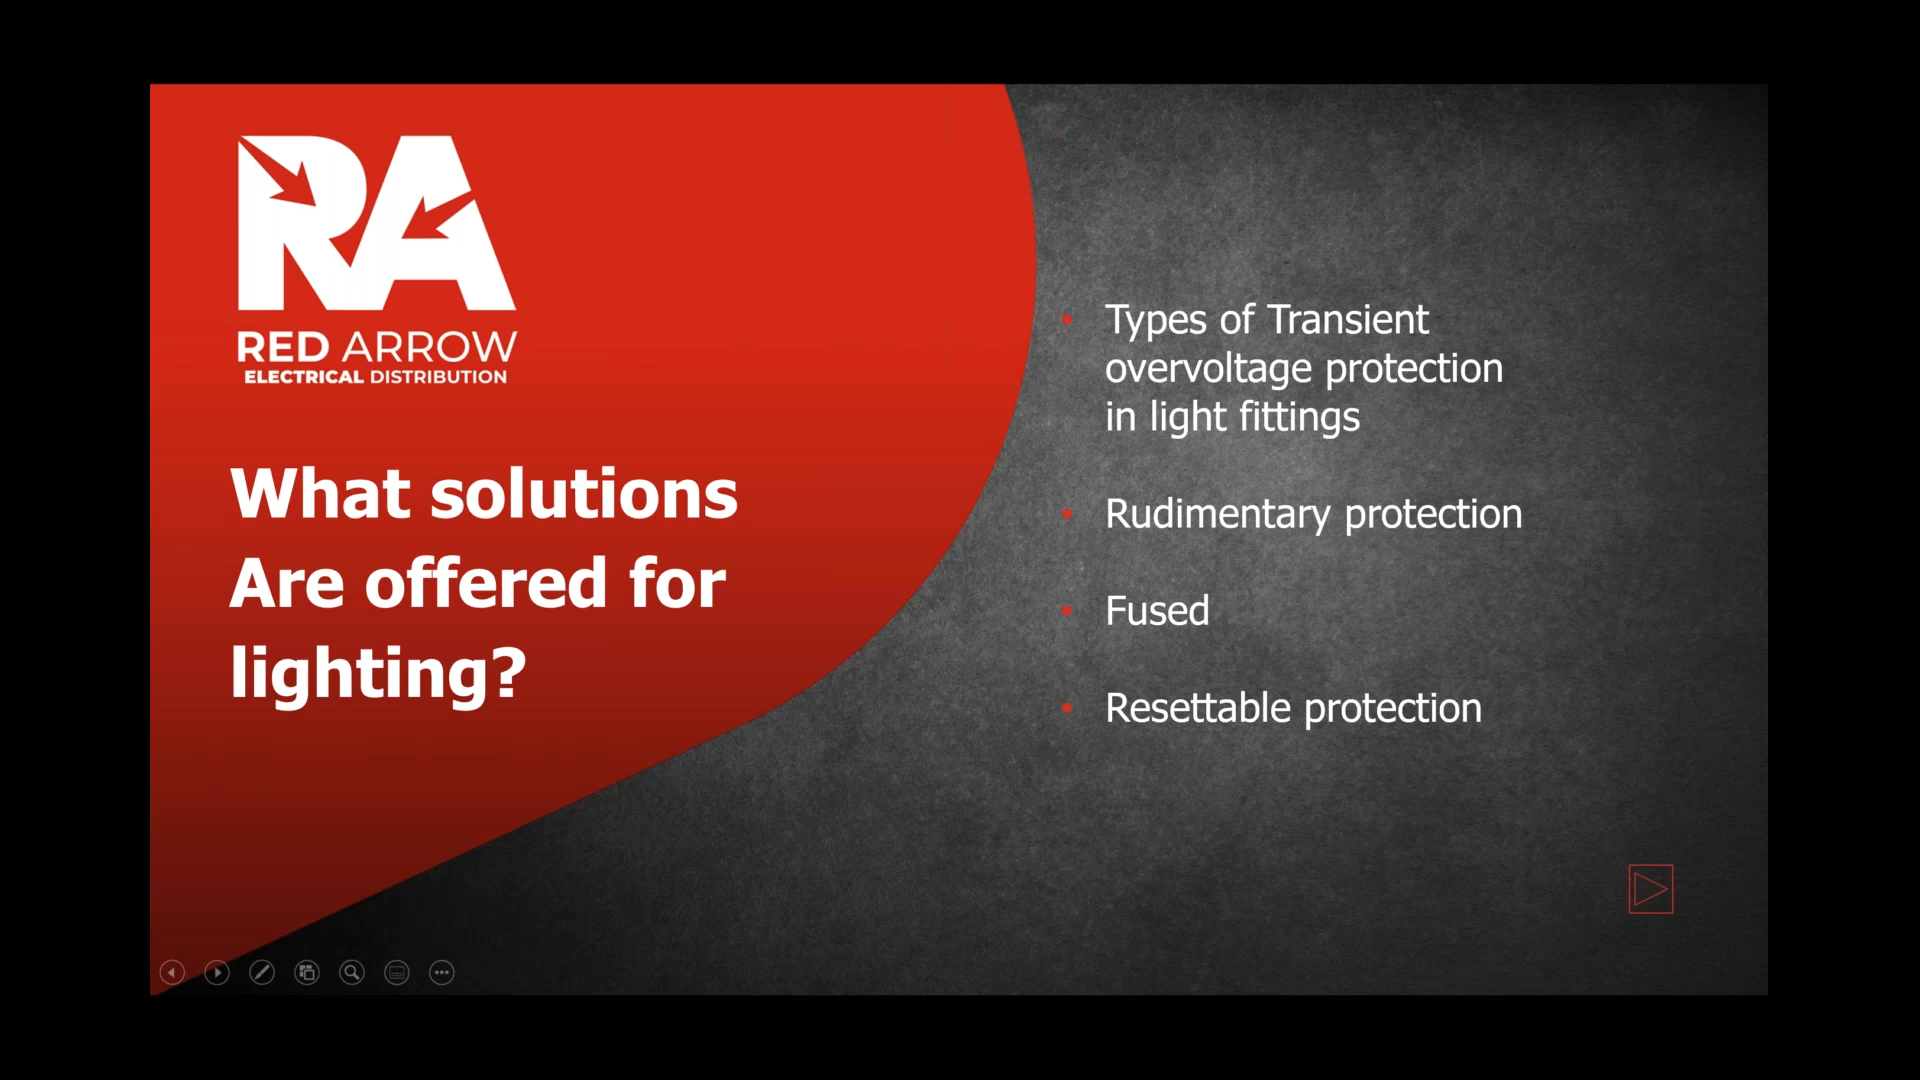 RA
RED ARROW
ELECTRICAL DISTRIBUTION
What solutions
Are offered for
lighting?
• Types of Transient
overvoltage protection
in light fittings
• Rudimentary protection
• Fused
• Resettable protection